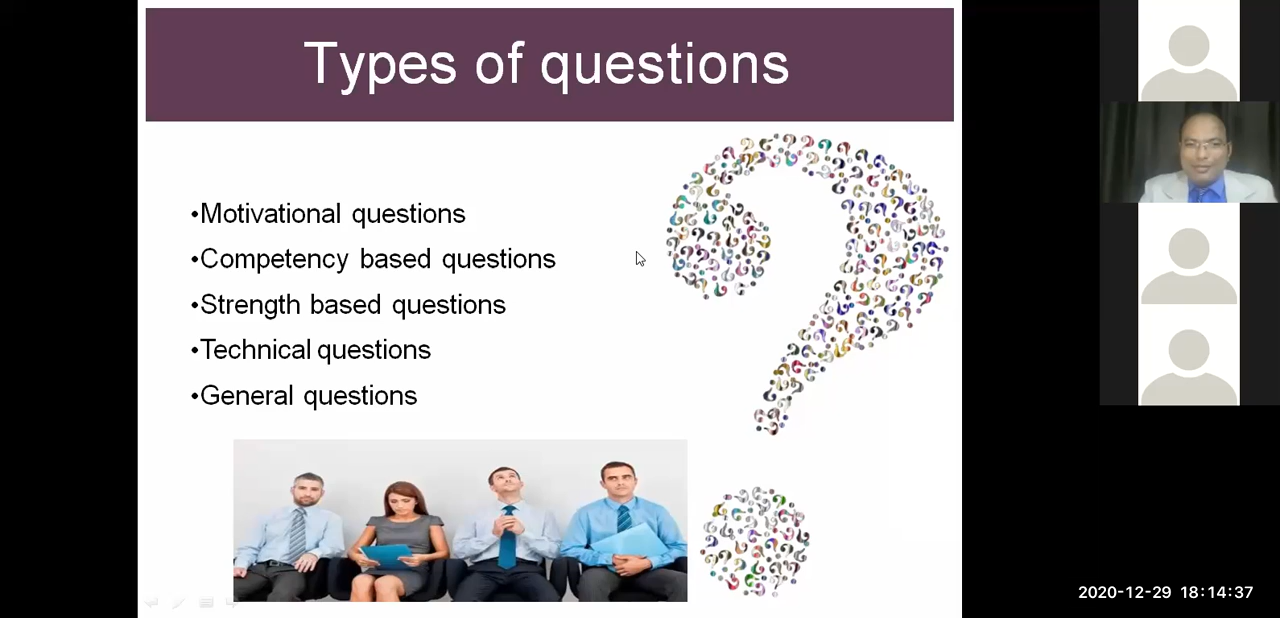 Types of questions
•Motivational questions
•Competency based questions
•Strength based questions
•Technical questions
•General questions
2020-12-29 18:14:37